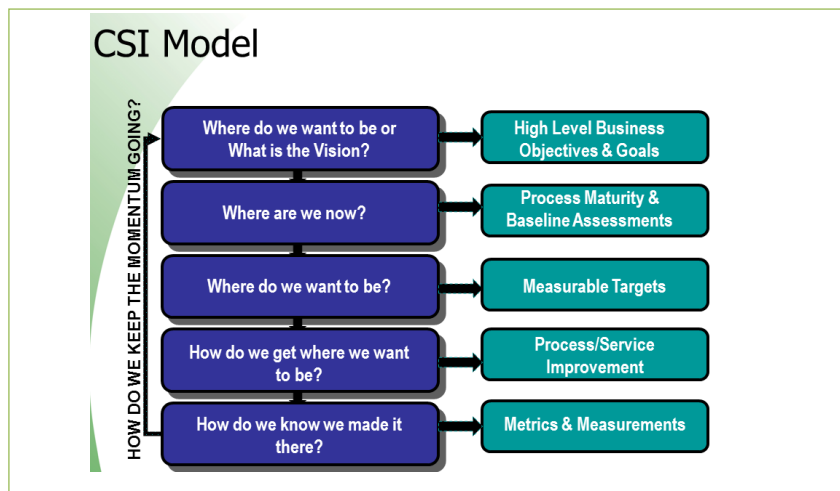 CSI Model
HOW DO WE KEEP THE MOMENTUM GOING?
Where do we want to be or
What is the Vision?
High Level Business
Objectives & Goals
Where are we now?
Process Maturity &
Baseline Assessments
Where do we want to be?
Measurable Targets
How do we get where we want
to be?
Process/Service
Improvement
How do we know we made it
there?
Metrics & Measurements